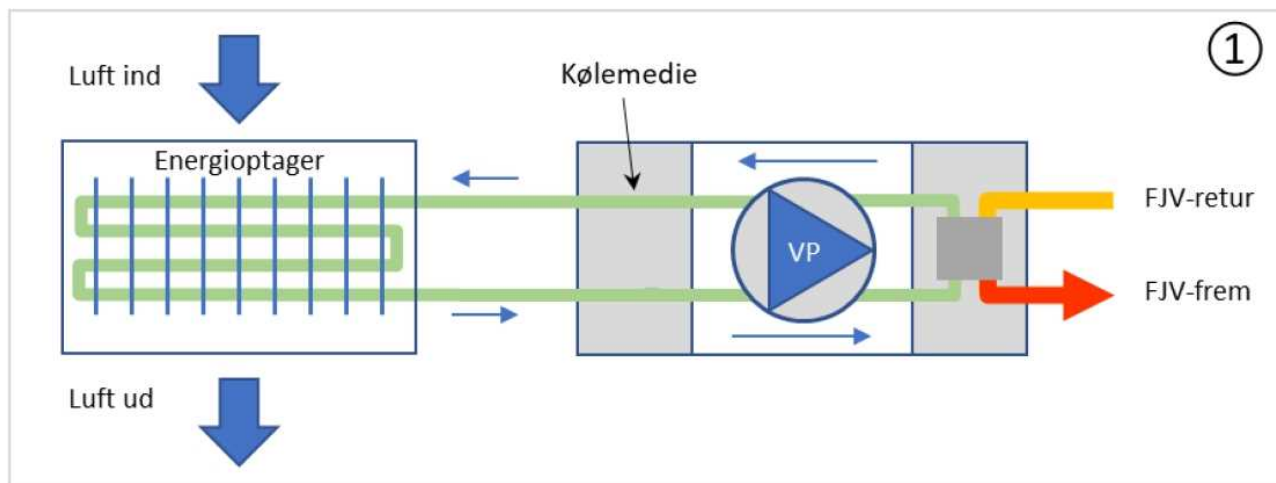 ①
Luft ind
Kølemedie
Energioptager
FJV-retur
VP
FJV-frem
Luft ud